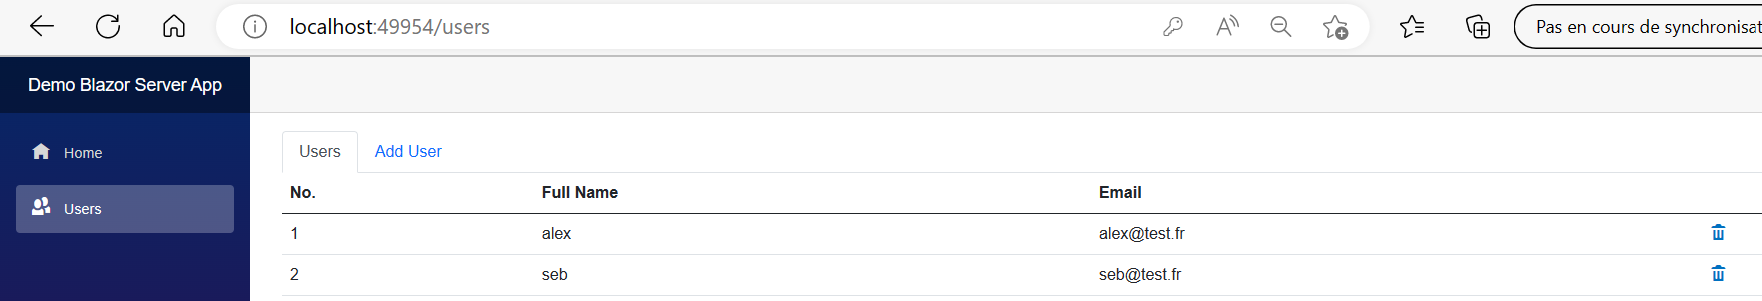 localhost:49954/users
Pas en cours de synchronisat
Demo Blazor Server App
Home
Users
Users Add User
No. Full Name Email
1 alex alex@test.fr
2 seb seb@test.fr